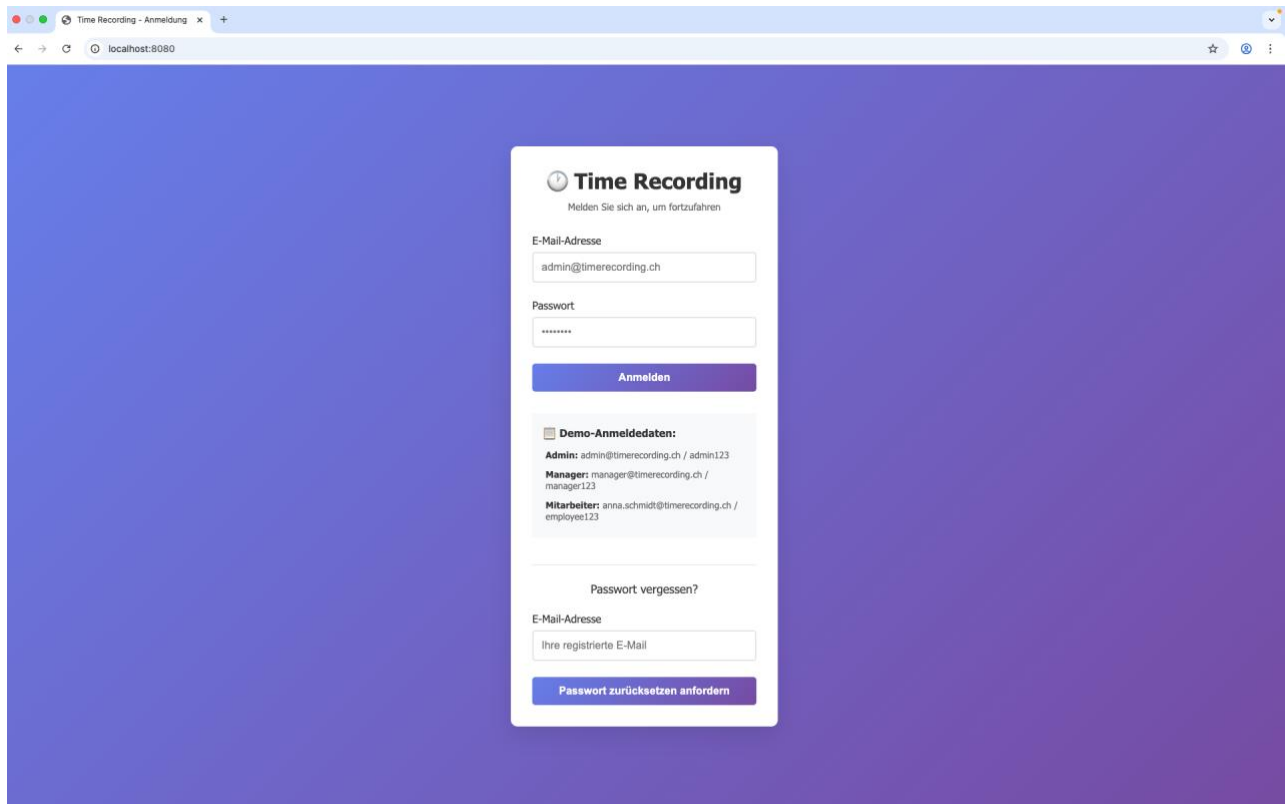 Time Recording - Anmeldung
localhost:8080
Time Recording
Melden Sie sich an, um fortzufahren
E-Mail-Adresse
admin@timerecording.ch
Passwort
••••••••
Anmelden
Demo-Anmeldedaten:
Admin: admin@timerecording.ch / admin123
Manager: manager@timerecording.ch /
manager123
Mitarbeiter: anna.schmidt@timerecording.ch /
employee123
Passwort vergessen?
E-Mail-Adresse
Ihre registrierte E-Mail
Passwort zurücksetzen anfordern